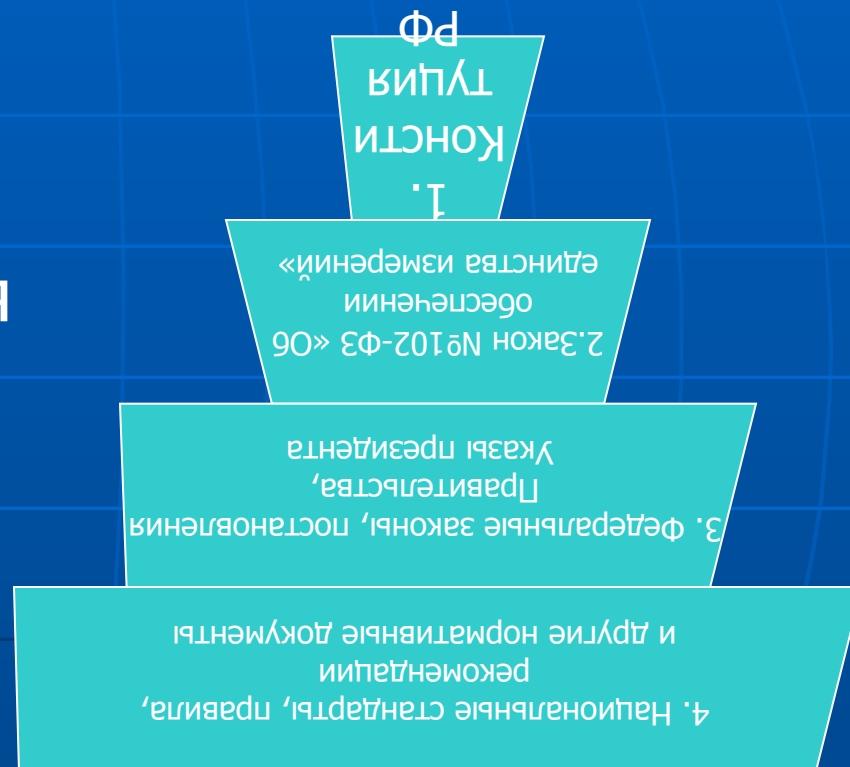 1.
Консти
туция
РФ
2.Закон №102-ФЗ «Об
обеспечении
единства измерений»
3. Федеральные законы, постановления
Правительства,
Указы президента
4. Национальные стандарты, правила,
рекомендации
и другие нормативные документы